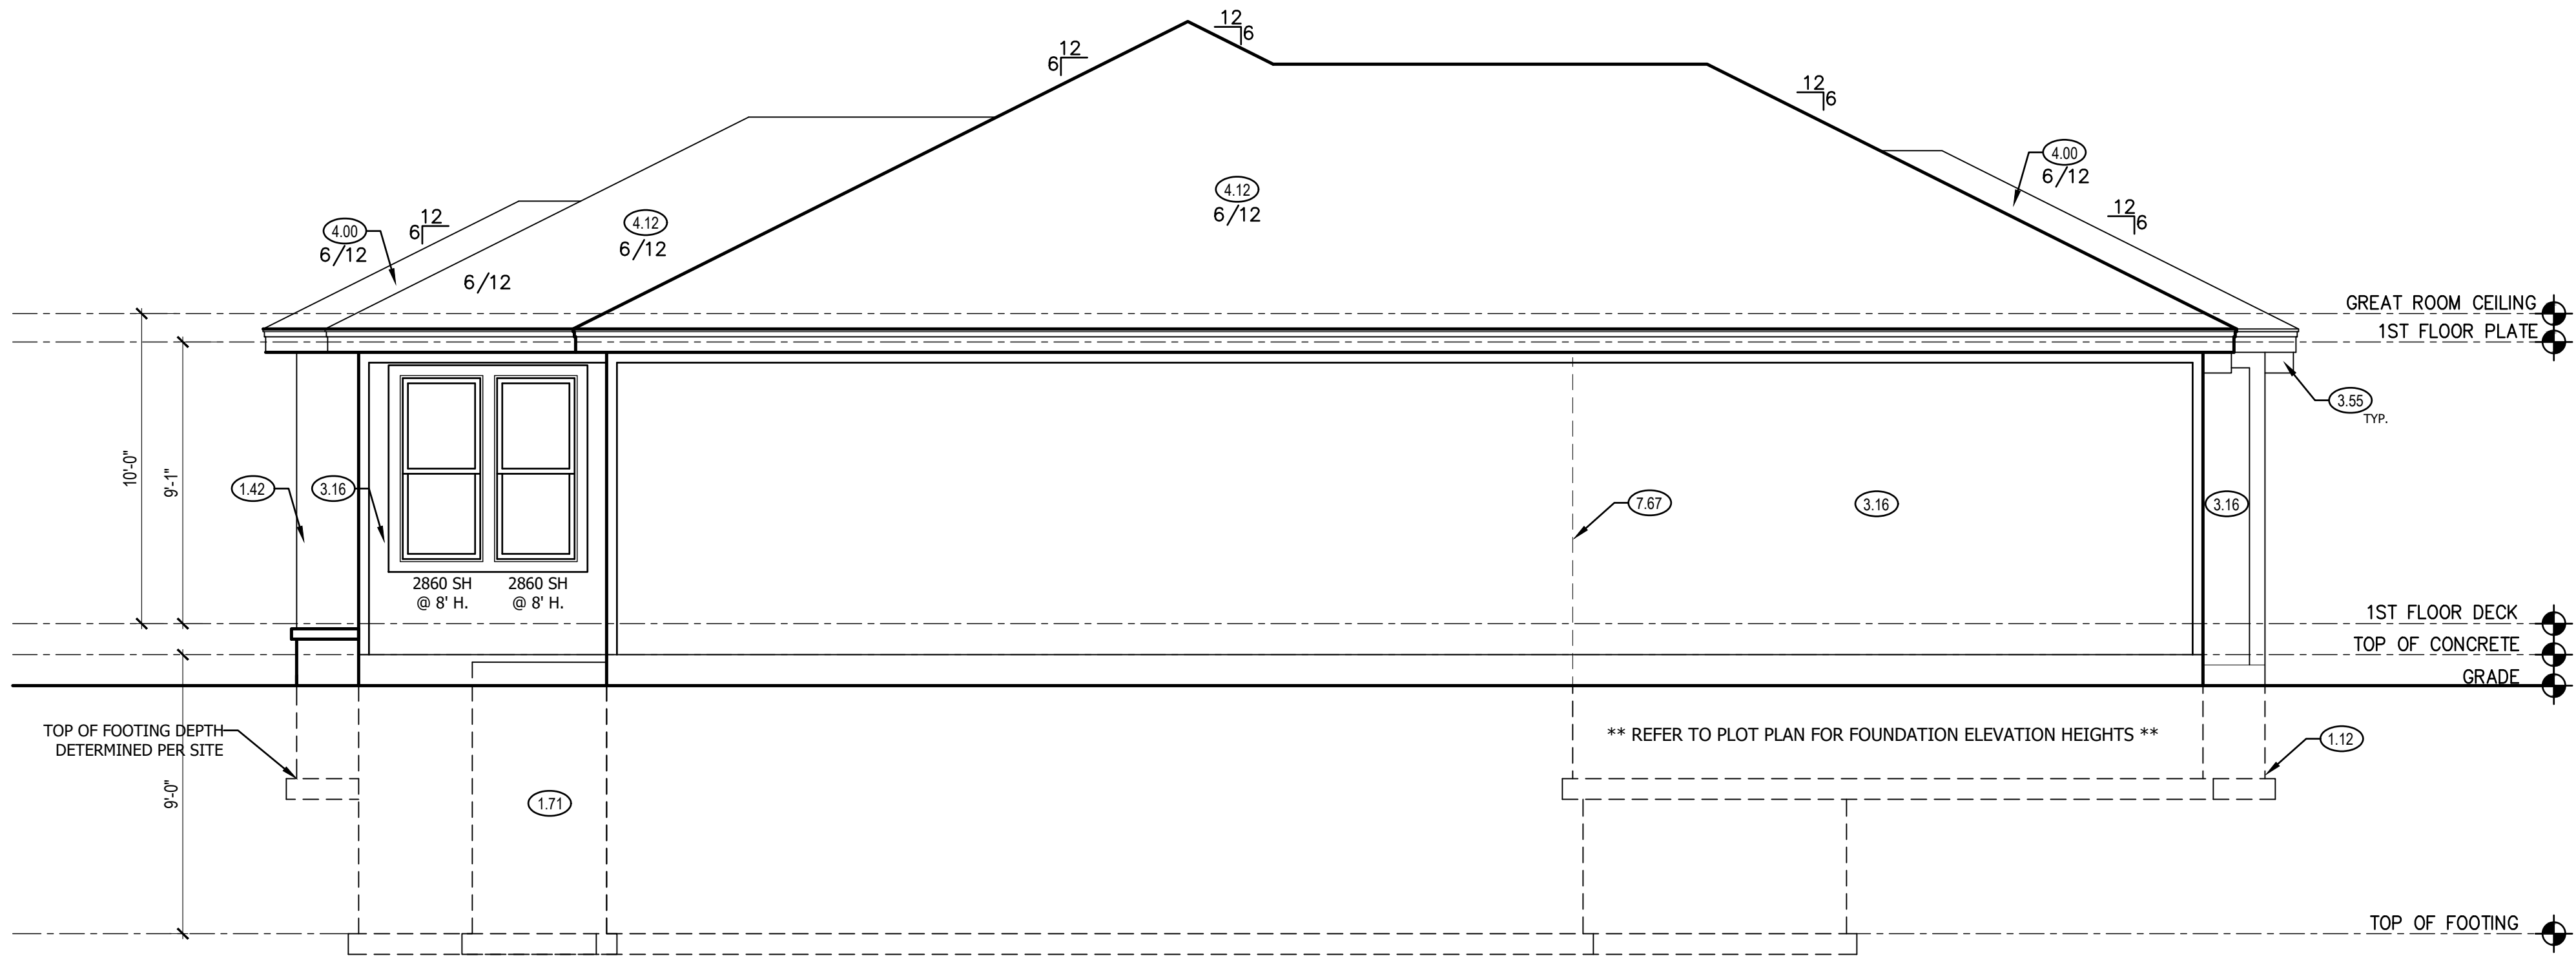 12
6
12
6
12
6
4.00
6/12
12
6
4.12
6/12
4.12
6/12
12
6
4.00
6/12
6/12
GREAT ROOM CEILING
1ST FLOOR PLATE
3.55
TYP.
10'-0"
9'-1"
1.42
3.16
7.67
3.16
3.16
2860 SH
@ 8' H.
2860 SH
@ 8' H.
1ST FLOOR DECK
TOP OF CONCRETE
GRADE
TOP OF FOOTING DEPTH
DETERMINED PER SITE
** REFER TO PLOT PLAN FOR FOUNDATION ELEVATION HEIGHTS **
1.12
9'-0"
1.71
TOP OF FOOTING